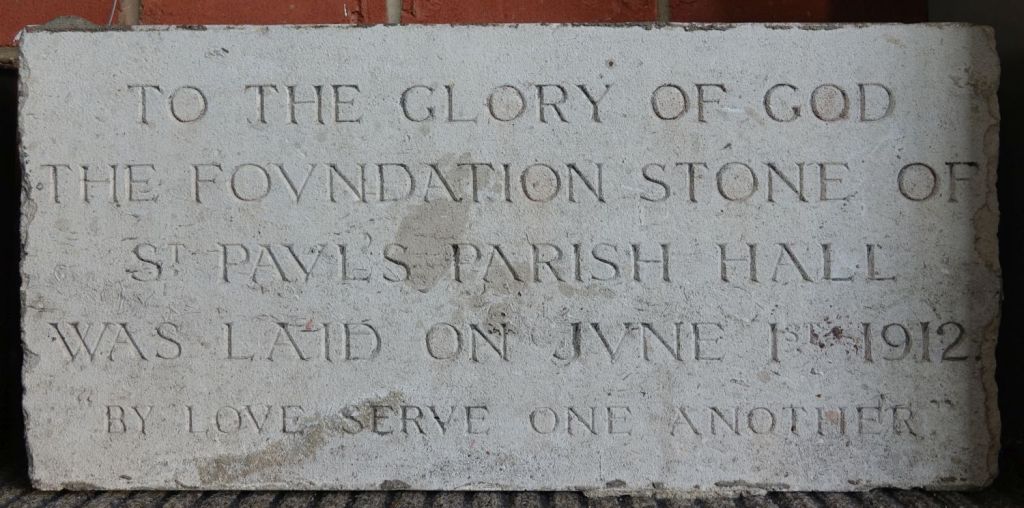 TO THE GLORY OF GOD
THE FOVNDATION STONE OF
ST PAVL'S PARISH HALL
WAS LAID ON JVNE 1ST 1912.
"BY LOVE SERVE ONE ANOTHER"